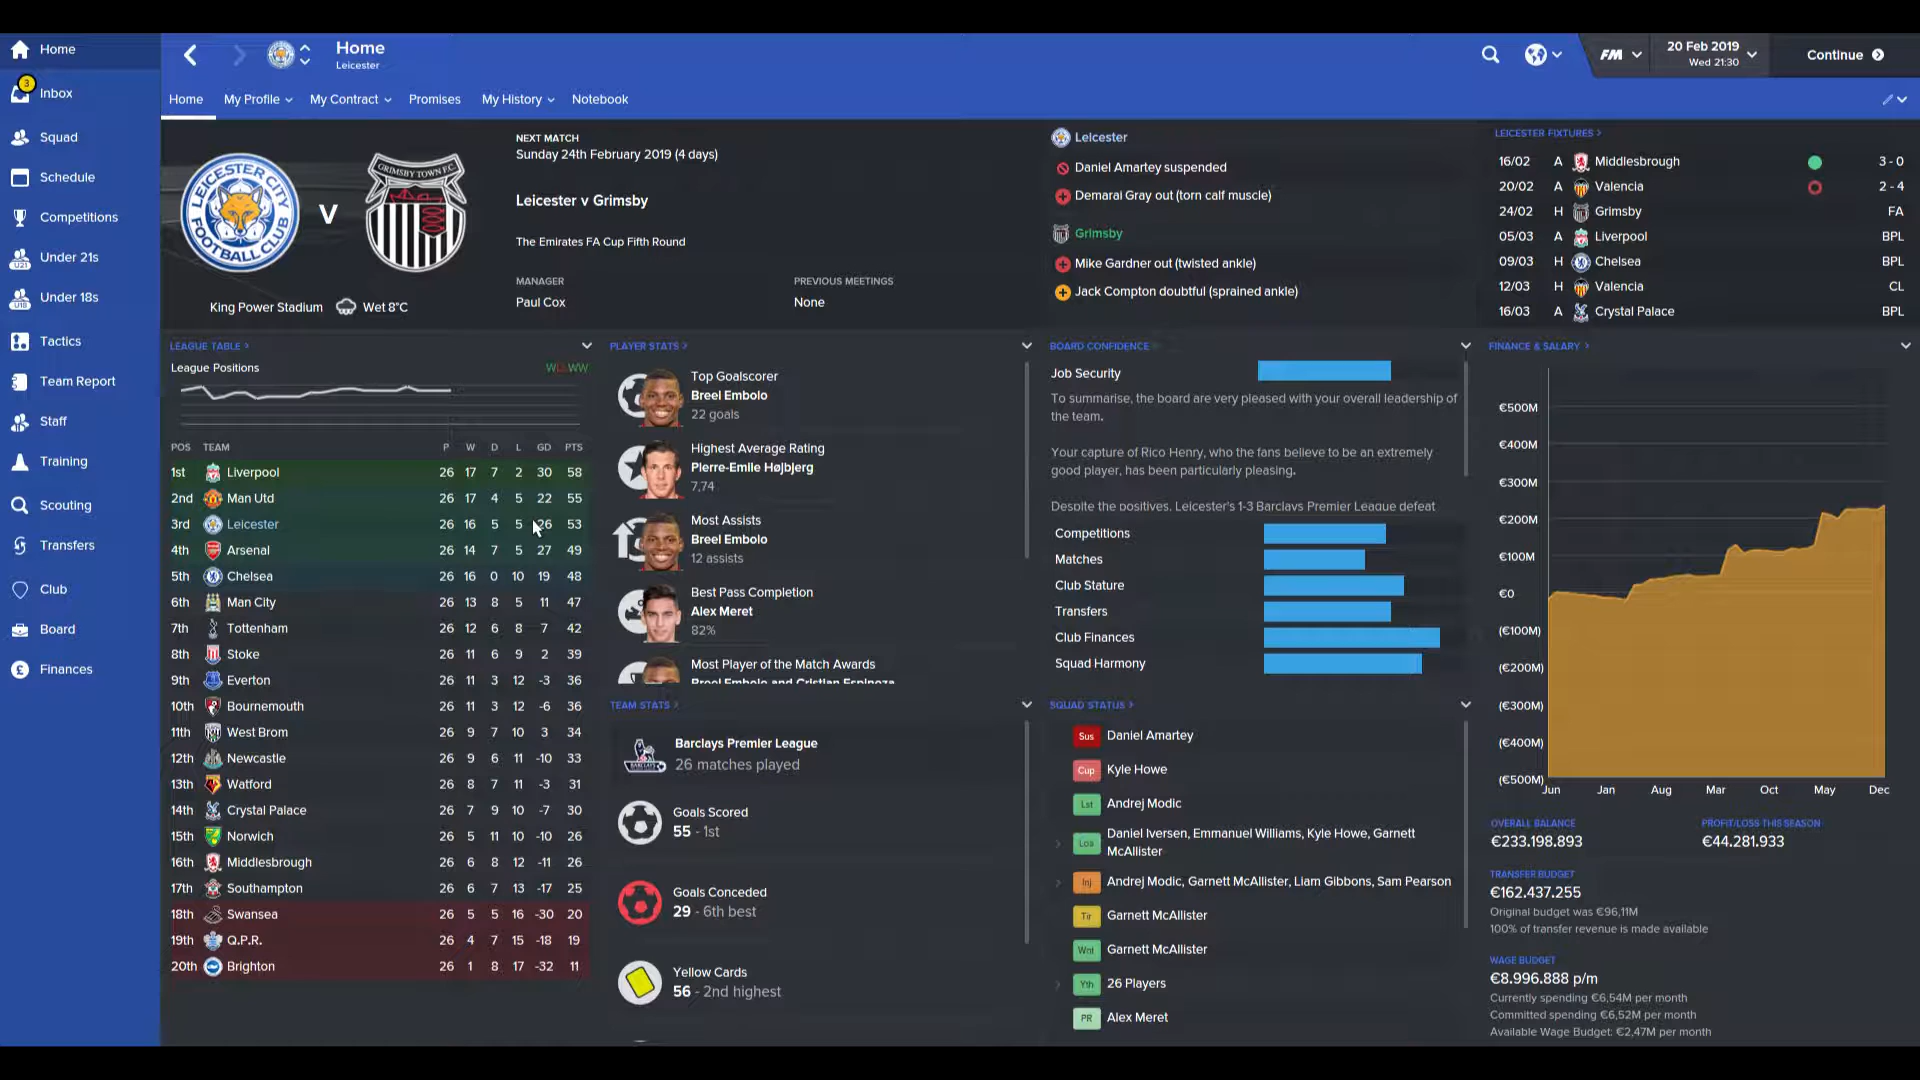 Home
3
Inbox
Squad
Schedule
Competitions
Under 21s
Under 18s
Tactics
Team Report
Staff
Training
Scouting
Transfers
Club
Board
Finances
Home
Leicester
FM
20 Feb 2019
Wed 21:30
Continue
Home My Profile My Contract Promises My History Notebook
LEICESTER CITY
FOOTBALL CLUB
V
GRIMSBY TOWN F.C.
King Power Stadium Wet 8°C
NEXT MATCH
Sunday 24th February 2019 (4 days)
Leicester v Grimsby
The Emirates FA Cup Fifth Round
MANAGER PREVIOUS MEETINGS
Paul Cox None
Leicester
Daniel Amartey suspended
Demarai Gray out (torn calf muscle)
Grimsby
Mike Gardner out (twisted ankle)
Jack Compton doubtful (sprained ankle)
LEICESTER FIXTURES >
16/02 A Middlesbrough 3 - 0
20/02 A Valencia 2 - 4
24/02 H Grimsby FA
05/03 A Liverpool BPL
09/03 H Chelsea BPL
12/03 H Valencia CL
16/03 A Crystal Palace BPL
LEAGUE TABLE >
League Positions
POS TEAM P W D L GD PTS
1st Liverpool 26 17 7 2 30 58
2nd Man Utd 26 17 4 5 22 55
3rd Leicester 26 16 5 5 26 53
4th Arsenal 26 14 7 5 27 49
5th Chelsea 26 16 0 10 19 48
6th Man City 26 13 8 5 11 47
7th Tottenham 26 12 6 8 7 42
8th Stoke 26 11 6 9 2 39
9th Everton 26 11 3 12 -3 36
10th Bournemouth 26 11 3 12 -6 36
11th West Brom 26 9 7 10 3 34
12th Newcastle 26 9 6 11 -10 33
13th Watford 26 8 7 11 -3 31
14th Crystal Palace 26 7 9 10 -7 30
15th Norwich 26 5 11 10 -10 26
16th Middlesbrough 26 6 8 12 -11 26
17th Southampton 26 6 7 13 -17 25
18th Swansea 26 5 5 16 -30 20
19th Q.P.R. 26 4 7 15 -18 19
20th Brighton 26 1 8 17 -32 11
PLAYER STATS >
Top Goalscorer
Breel Embolo
22 goals
Highest Average Rating
Pierre-Emile Højbjerg
7,74
Most Assists
Breel Embolo
12 assists
Best Pass Completion
Alex Meret
82%
Most Player of the Match Awards
Breel Embolo and Cristian Espinoza
TEAM STATS >
Barclays Premier League
26 matches played
Goals Scored
55 - 1st
Goals Conceded
29 - 6th best
Yellow Cards
56 - 2nd highest
BOARD CONFIDENCE
Job Security
To summarise, the board are very pleased with your overall leadership of
the team.
Your capture of Rico Henry, who the fans believe to be an extremely
good player, has been particularly pleasing.
Despite the positives, Leicester's 1-3 Barclays Premier League defeat
Competitions
Matches
Club Stature
Transfers
Club Finances
Squad Harmony
SQUAD STATUS >
Sus Daniel Amartey
Cup Kyle Howe
Lst Andrej Modic
Loa Daniel Iversen, Emmanuel Williams, Kyle Howe, Garnett
McAllister
Inj Andrej Modic, Garnett McAllister, Liam Gibbons, Sam Pearson
Tir Garnett McAllister
Wnt Garnett McAllister
Yth 26 Players
PR Alex Meret
FINANCE & SALARY >
€500M
€400M
€300M
€200M
€100M
€0
(€100M)
(€200M)
(€300M)
(€400M)
(€500M)
Jun Jan Aug Mar Oct May Dec
OVERALL BALANCE PROFIT/LOSS THIS SEASON
€233.198.893 €44.281.933
TRANSFER BUDGET
€162.437.255
Original budget was €96,11M
100% of transfer revenue is made available
WAGE BUDGET
€8.996.888 p/m
Currently spending €6,54M per month
Committed spending €6,52M per month
Available Wage Budget: €2,47M per month